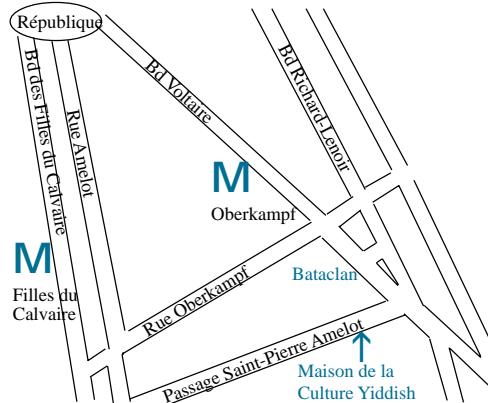 République
Bd des Filles du Calvaire
Rue Amelot
Bd Voltaire
Bd Richard-Lenoir
M
Oberkampf
M
Filles du
Calvaire
Rue Oberkampf
Bataclan
Passage Saint-Pierre Amelot
Maison de la
Culture Yiddish